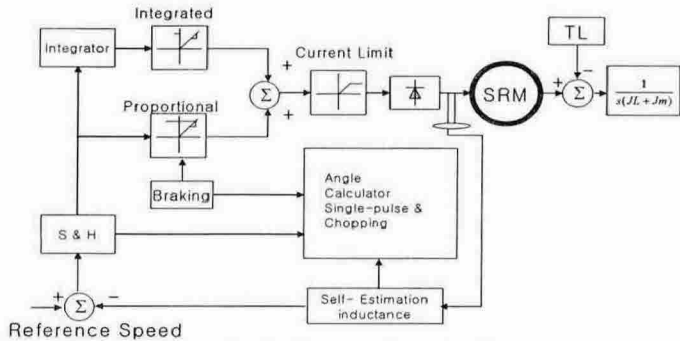 Integrated
Integrator
Proportional
Braking
S & H
+
−
Σ
Reference Speed
+
+
Σ
Current Limit
Angle
Calculator
Single-pulse &
Chopping
Self- Estimation
inductance
SRM
TL
+
−
Σ
1
s(JL + Jm)